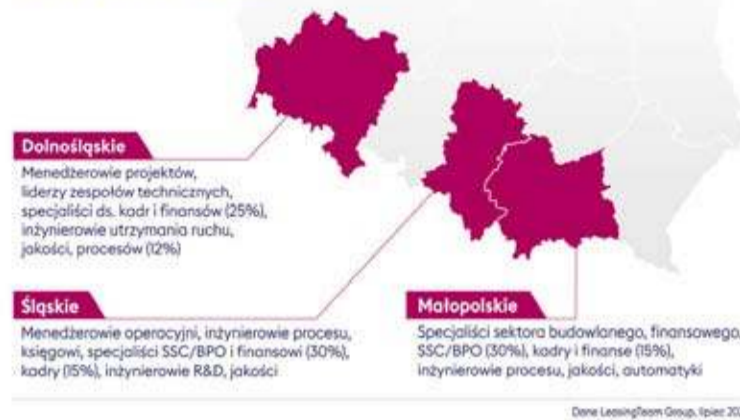 Dolnośląskie
Menedżerowie projektów,
liderzy zespołów technicznych,
specjaliści ds. kadr i finansów (25%),
inżynierowie utrzymania ruchu,
jakości, procesów (12%)
Śląskie
Menedżerowie operacyjni, inżynierowie procesu,
księgowi, specjaliści SSC/BPO i finansowi (30%),
kadry (15%), inżynierowie R&D, jakości
Małopolskie
Specjaliści sektora budowlanego, finansowego,
SSC/BPO (30%), kadry i finanse (15%),
inżynierowie procesu, jakości, automatyki
Dane LeasingTeam Group, lipiec